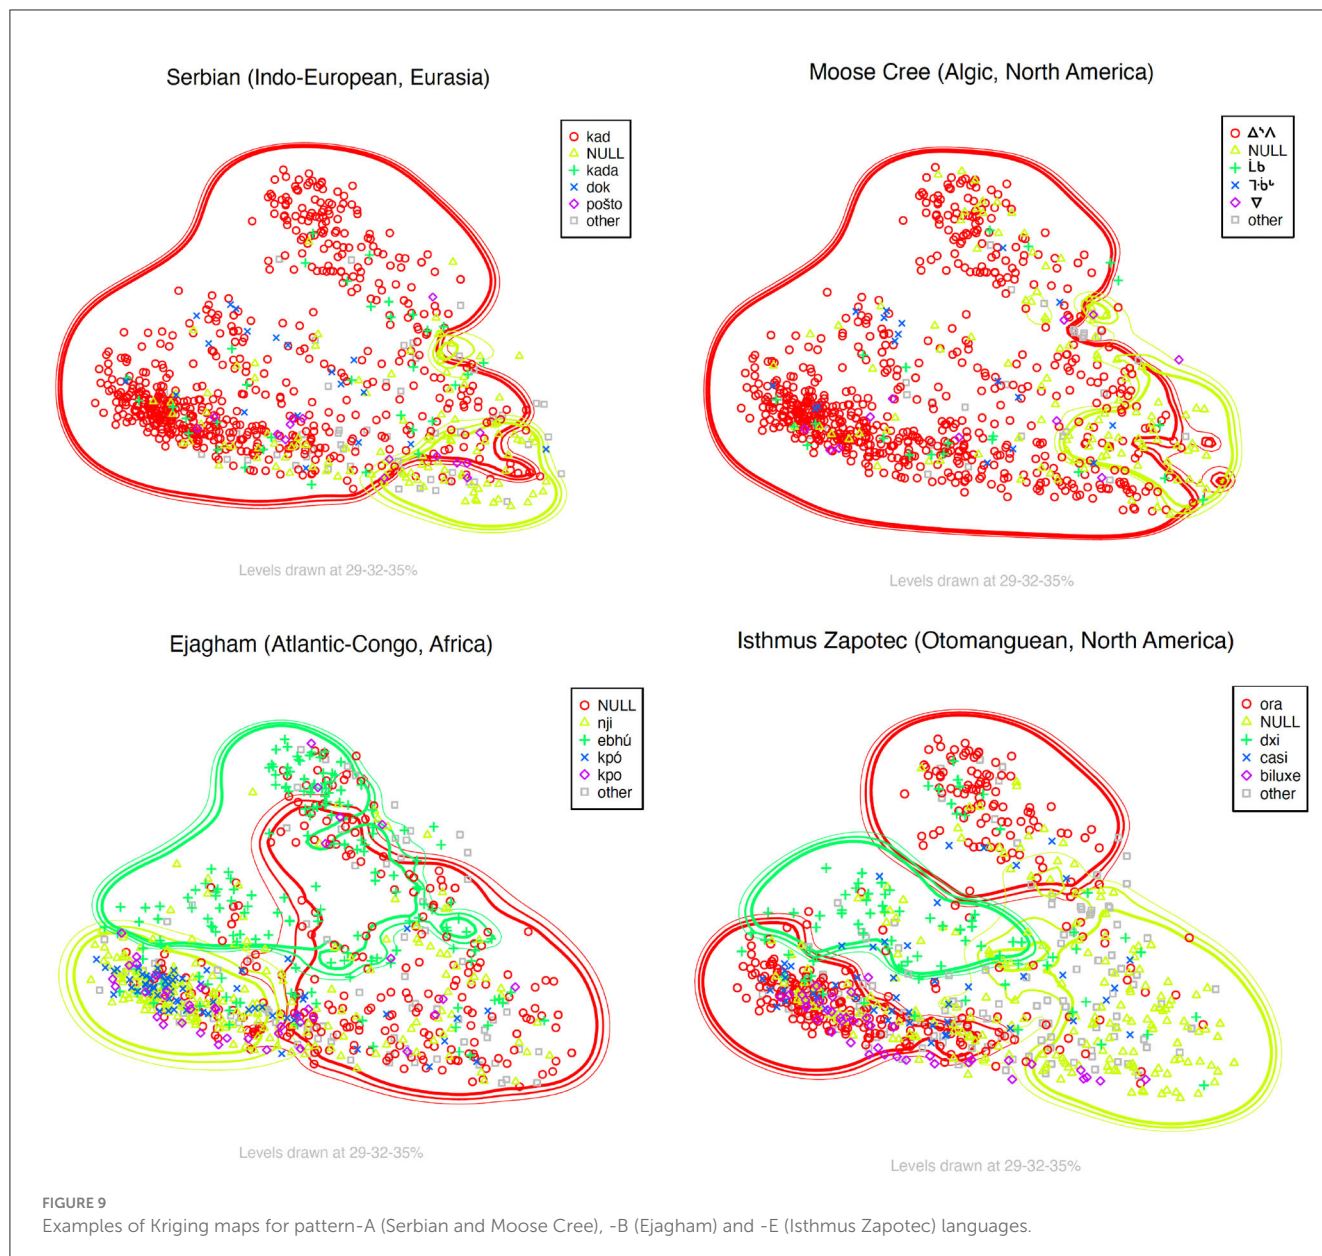 Serbian (Indo-European, Eurasia)
kad
NULL
kada
dok
pošto
other
Levels drawn at 29-32-35%
Moose Cree (Algic, North America)
ᐃᔅᐱ
NULL
ᒫᑲ
ᒣᒀᒡ
ᐁ
other
Levels drawn at 29-32-35%
Ejagham (Atlantic-Congo, Africa)
NULL
nji
ebhú
kpó
kpo
other
Levels drawn at 29-32-35%
Isthmus Zapotec (Otomanguean, North America)
ora
NULL
dxi
casi
biluxe
other
Levels drawn at 29-32-35%
FIGURE 9
Examples of Kriging maps for pattern-A (Serbian and Moose Cree), -B (Ejagham) and -E (Isthmus Zapotec) languages.